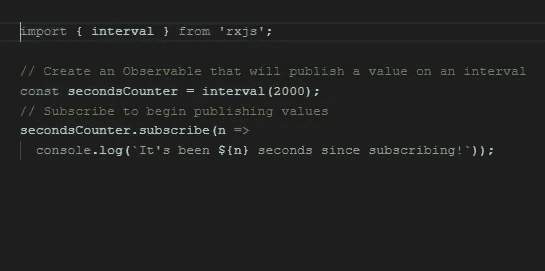 import { interval } from 'rxjs';
// Create an Observable that will publish a value on an interval
const secondsCounter = interval(2000);
// Subscribe to begin publishing values
secondsCounter.subscribe(n =>
console.log(`It's been ${n} seconds since subscribing!`));